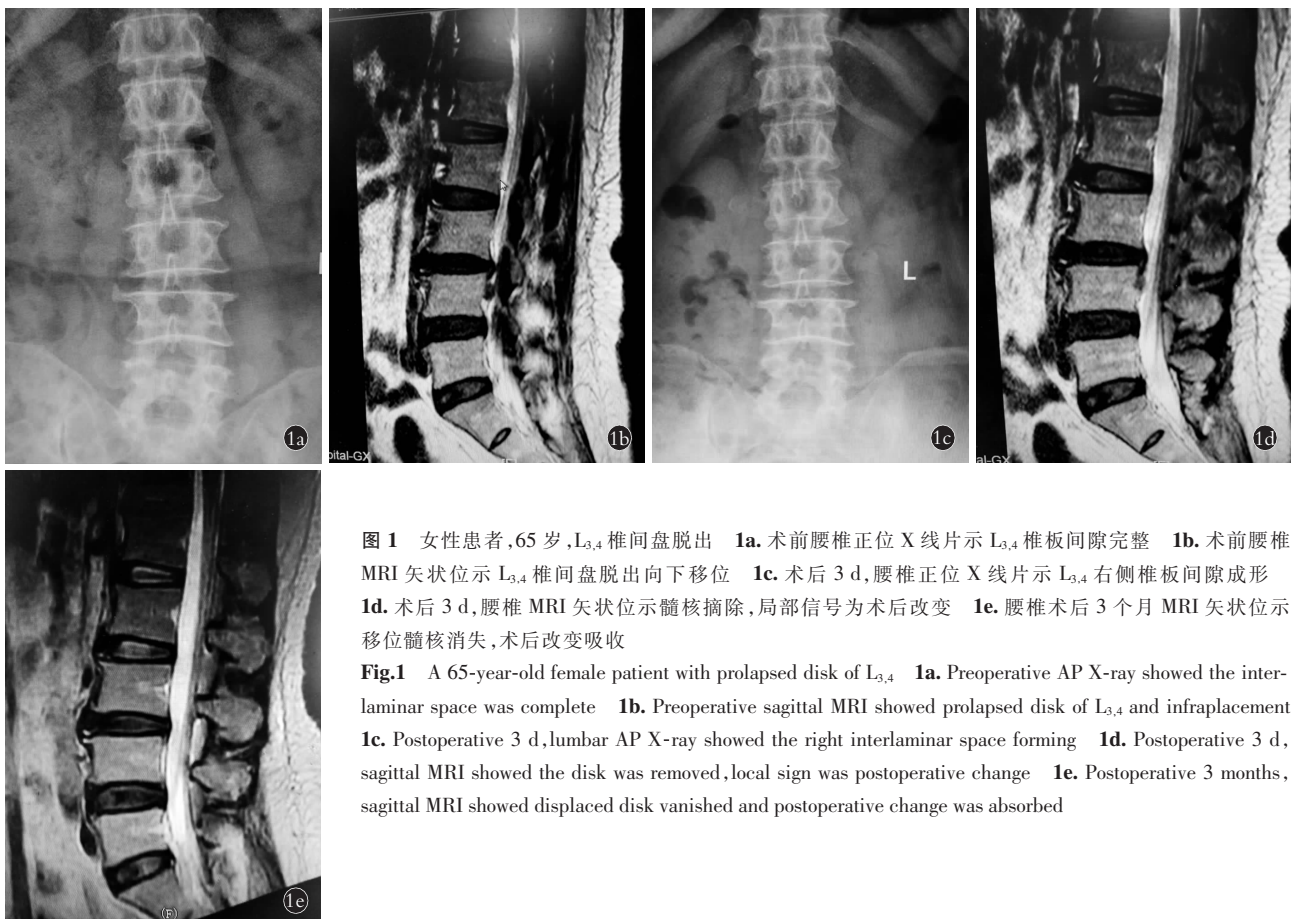 1a
1b
pital-GX
L
1c
1d
al-GX
(F)
1e
图 1 女性患者,65 岁,L3,4 椎间盘脱出 1a. 术前腰椎正位 X 线片示 L3,4 椎板间隙完整 1b. 术前腰椎
MRI 矢状位示 L3,4 椎间盘脱出向下移位 1c. 术后 3 d,腰椎正位 X 线片示 L3,4 右侧椎板间隙成形
1d. 术后 3 d,腰椎 MRI 矢状位示髓核摘除,局部信号为术后改变 1e. 腰椎术后 3 个月 MRI 矢状位示
移位髓核消失,术后改变吸收
Fig.1 A 65-year-old female patient with prolapsed disk of L3,4 1a. Preoperative AP X-ray showed the inter-
laminar space was complete 1b. Preoperative sagittal MRI showed prolapsed disk of L3,4 and infraplacement
1c. Postoperative 3 d,lumbar AP X-ray showed the right interlaminar space forming 1d. Postoperative 3 d,
sagittal MRI showed the disk was removed,local sign was postoperative change 1e. Postoperative 3 months,
sagittal MRI showed displaced disk vanished and postoperative change was absorbed